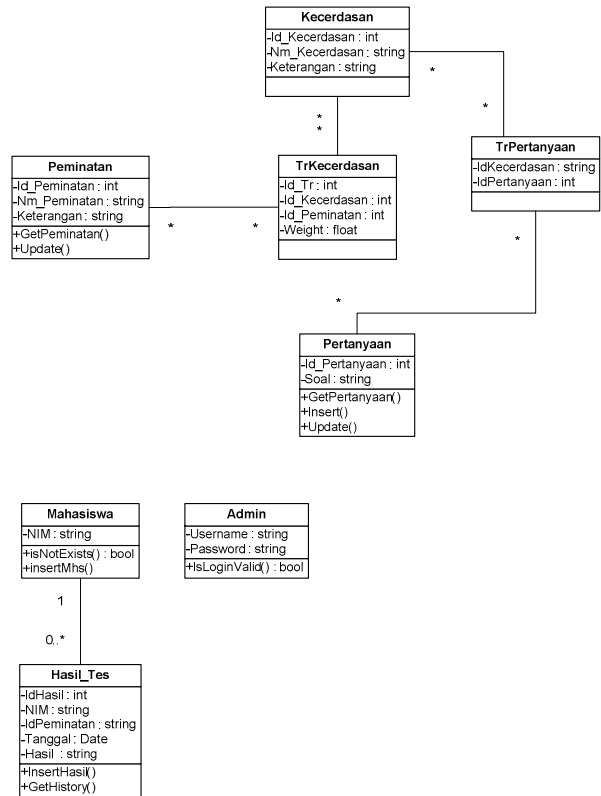 Kecerdasan
-Id_Kecerdasan : int
-Nm_Kecerdasan : string
-Keterangan : string
*
*
*
*
TrPertanyaan
-IdKecerdasan : string
-IdPertanyaan : int
Peminatan
-Id_Peminatan : int
-Nm_Peminatan : string
-Keterangan : string
+GetPeminatan()
+Update()
TrKecerdasan
-Id_Tr : int
-Id_Kecerdasan : int
-Id_Peminatan : int
-Weight : float
*
*
*
*
Pertanyaan
-Id_Pertanyaan : int
-Soal : string
+GetPertanyaan()
+Insert()
+Update()
Mahasiswa
-NIM : string
+isNotExists() : bool
+insertMhs()
Admin
-Username : string
-Password : string
+IsLoginValid() : bool
1
0..*
Hasil_Tes
-IdHasil : int
-NIM : string
-IdPeminatan : string
-Tanggal : Date
-Hasil : string
+InsertHasil()
+GetHistory()